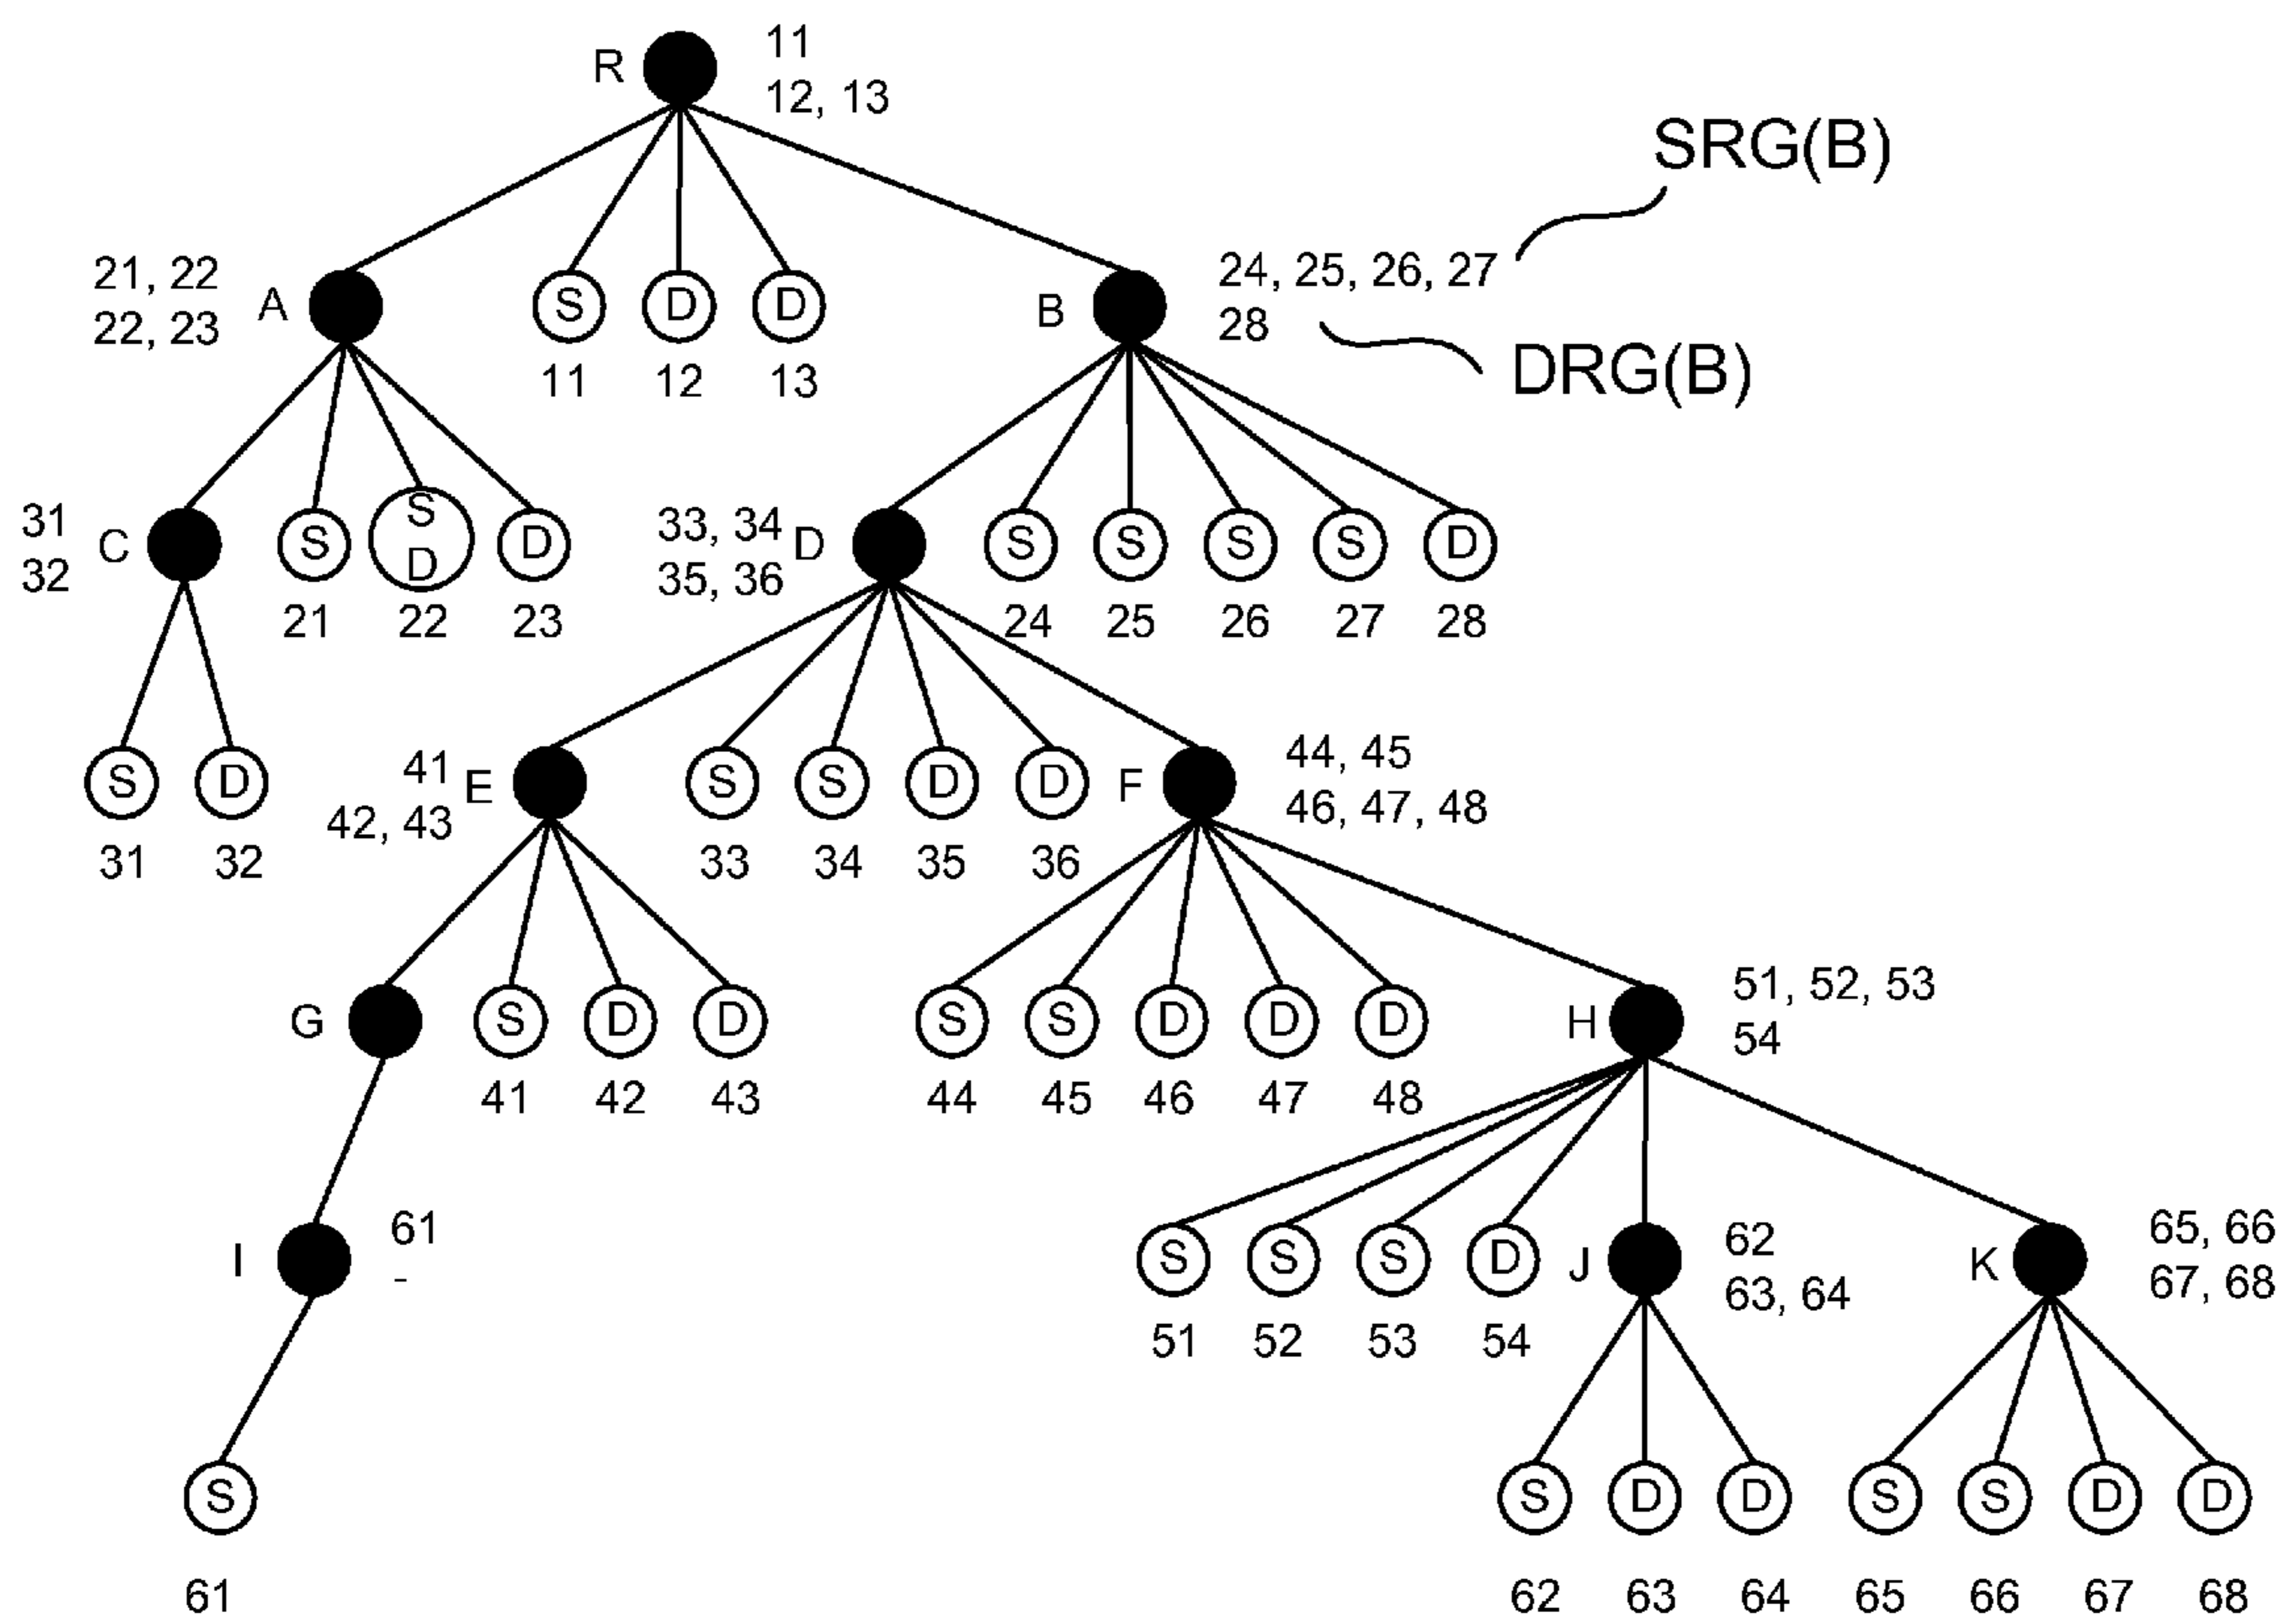 R
11
12, 13
SRG(B)
21, 22
22, 23
A
S
D
D
B
24, 25, 26, 27
28
DRG(B)
11
12
13
31
32
C
S
S
D
D
33, 34
35, 36
D
S
S
S
S
D
21
22
23
24
25
26
27
28
S
D
41
42, 43
E
S
S
D
D
F
44, 45
46, 47, 48
31
32
33
34
35
36
G
S
D
D
S
S
D
D
D
H
51, 52, 53
54
41
42
43
44
45
46
47
48
I
61
-
S
S
S
D
J
62
63, 64
K
65, 66
67, 68
51
52
53
54
S
S
D
D
S
S
D
D
61
62
63
64
65
66
67
68